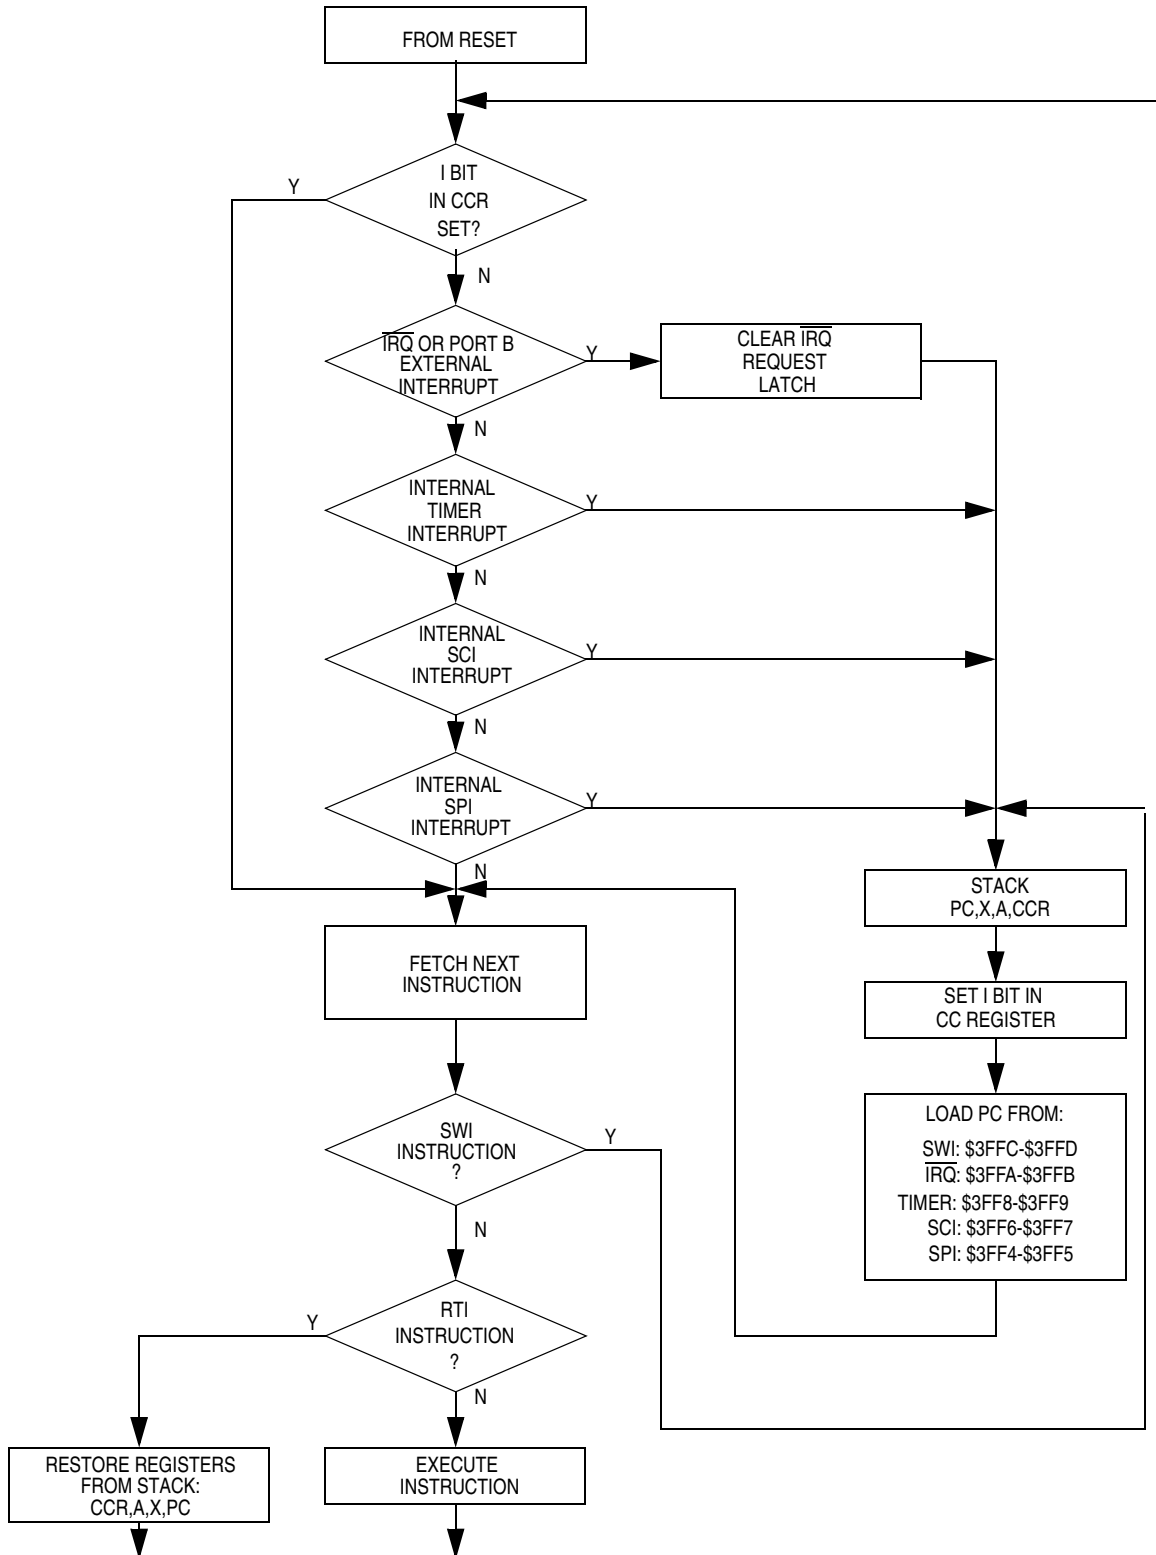 FROM RESET
I BIT
IN CCR
SET?
Y
N
IRQ OR PORT B
EXTERNAL
INTERRUPT
Y
CLEAR IRQ
REQUEST
LATCH
N
INTERNAL
TIMER
INTERRUPT
Y
N
INTERNAL
SCI
INTERRUPT
Y
N
INTERNAL
SPI
INTERRUPT
Y
N
STACK
PC,X,A,CCR
FETCH NEXT
INSTRUCTION
SET I BIT IN
CC REGISTER
LOAD PC FROM:
SWI: $3FFC-$3FFD
IRQ: $3FFA-$3FFB
TIMER: $3FF8-$3FF9
SCI: $3FF6-$3FF7
SPI: $3FF4-$3FF5
SWI
INSTRUCTION
?
Y
N
RTI
INSTRUCTION
?
Y
N
RESTORE REGISTERS
FROM STACK:
CCR,A,X,PC
EXECUTE
INSTRUCTION